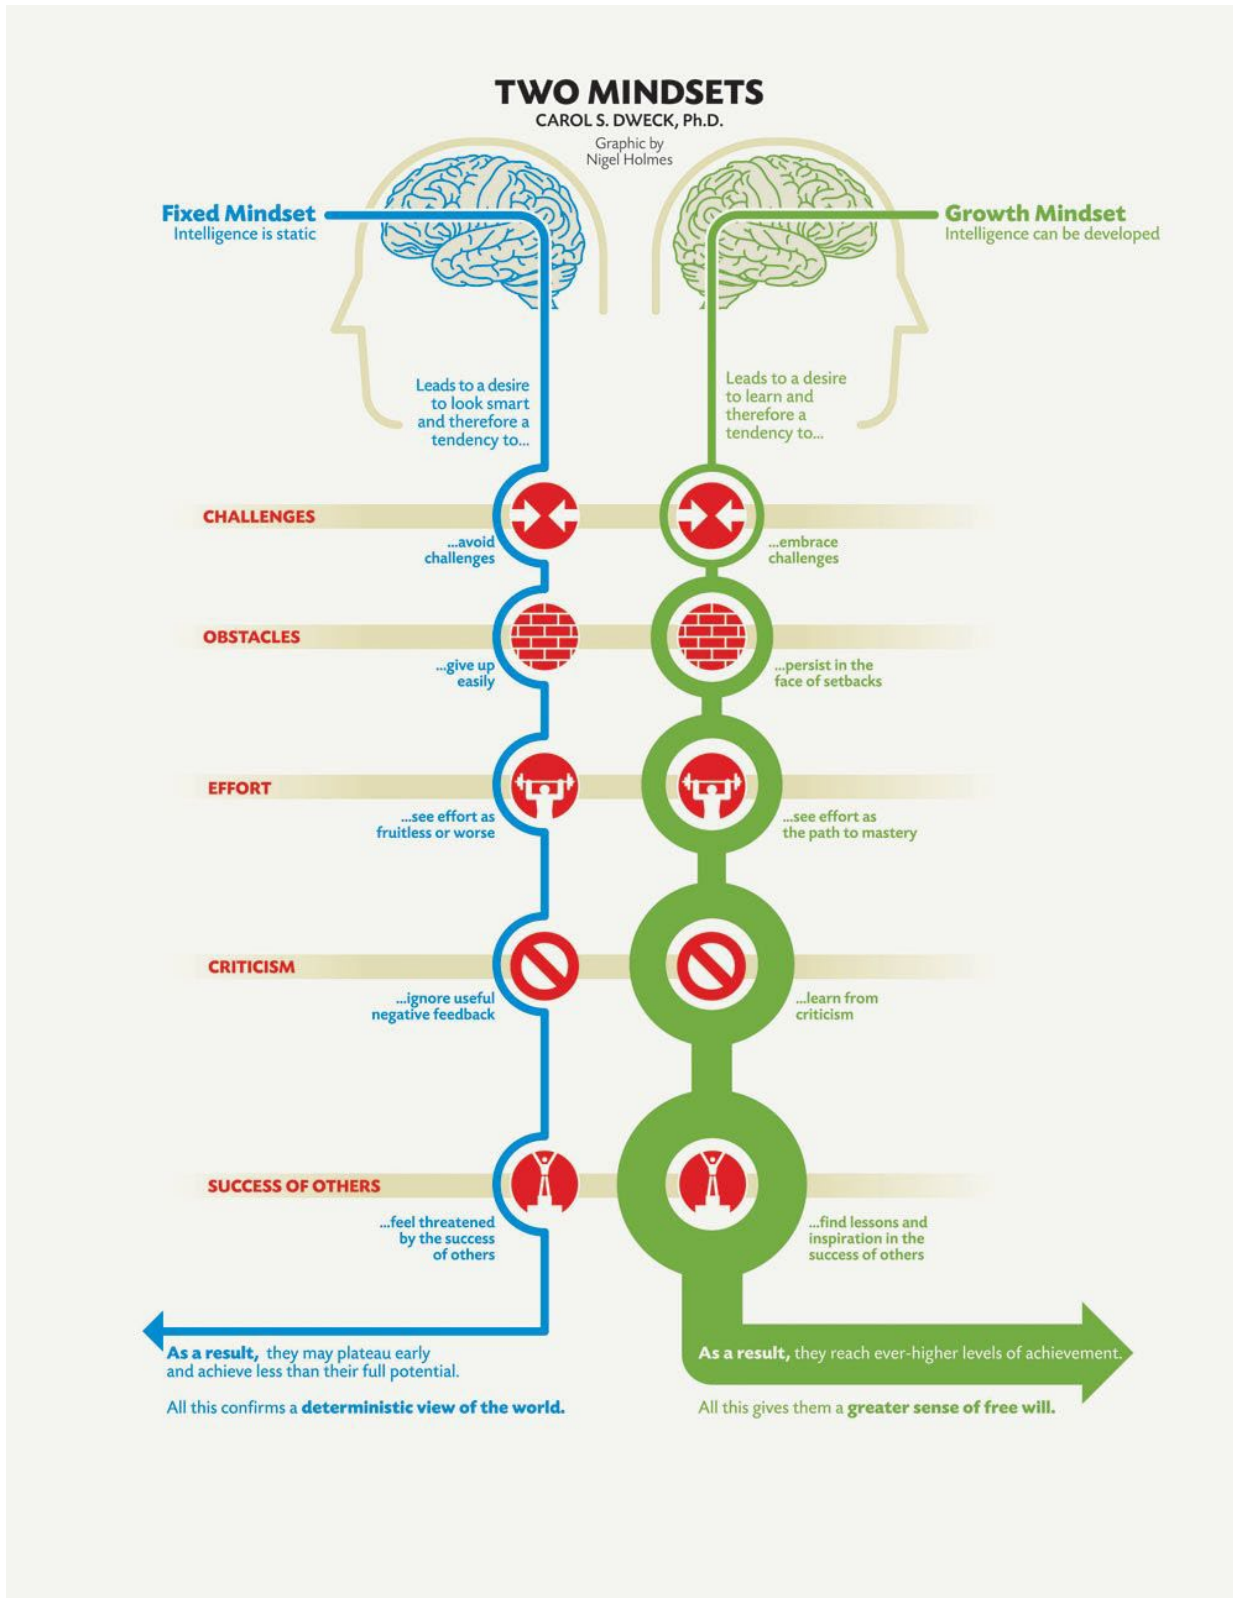 TWO MINDSETS
CAROL S. DWECK, Ph.D.
Graphic by
Nigel Holmes
Fixed Mindset
Intelligence is static
Growth Mindset
Intelligence can be developed
Leads to a desire
to look smart
and therefore a
tendency to...
Leads to a desire
to learn and
therefore a
tendency to...
CHALLENGES
...avoid
challenges
...embrace
challenges
OBSTACLES
...give up
easily
...persist in the
face of setbacks
EFFORT
...see effort as
fruitless or worse
...see effort as
the path to mastery
CRITICISM
...ignore useful
negative feedback
...learn from
criticism
SUCCESS OF OTHERS
...feel threatened
by the success
of others
...find lessons and
inspiration in the
success of others
As a result, they may plateau early
and achieve less than their full potential.
All this confirms a deterministic view of the world.
As a result, they reach ever-higher levels of achievement.
All this gives them a greater sense of free will.